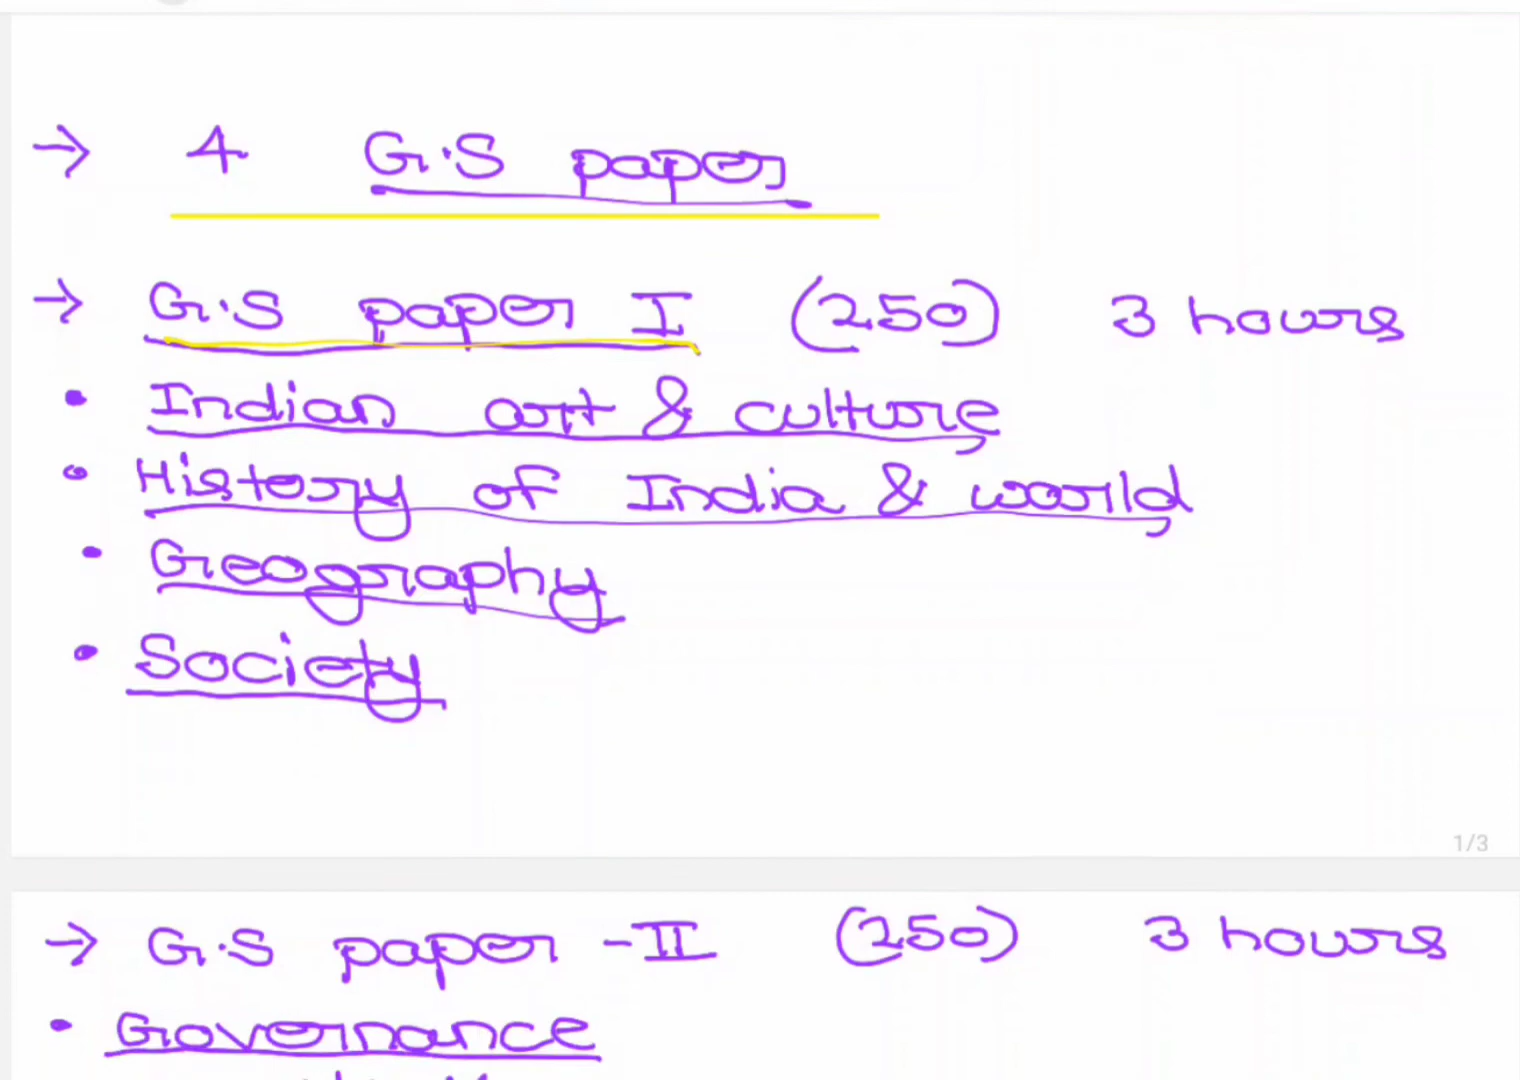 → 4 G.S paper
→ G.S paper I (250) 3 hours
• Indian art & culture
• History of India & world
• Geography
• Society
1/3
→ G.S paper -II (250) 3 hours
• Governance